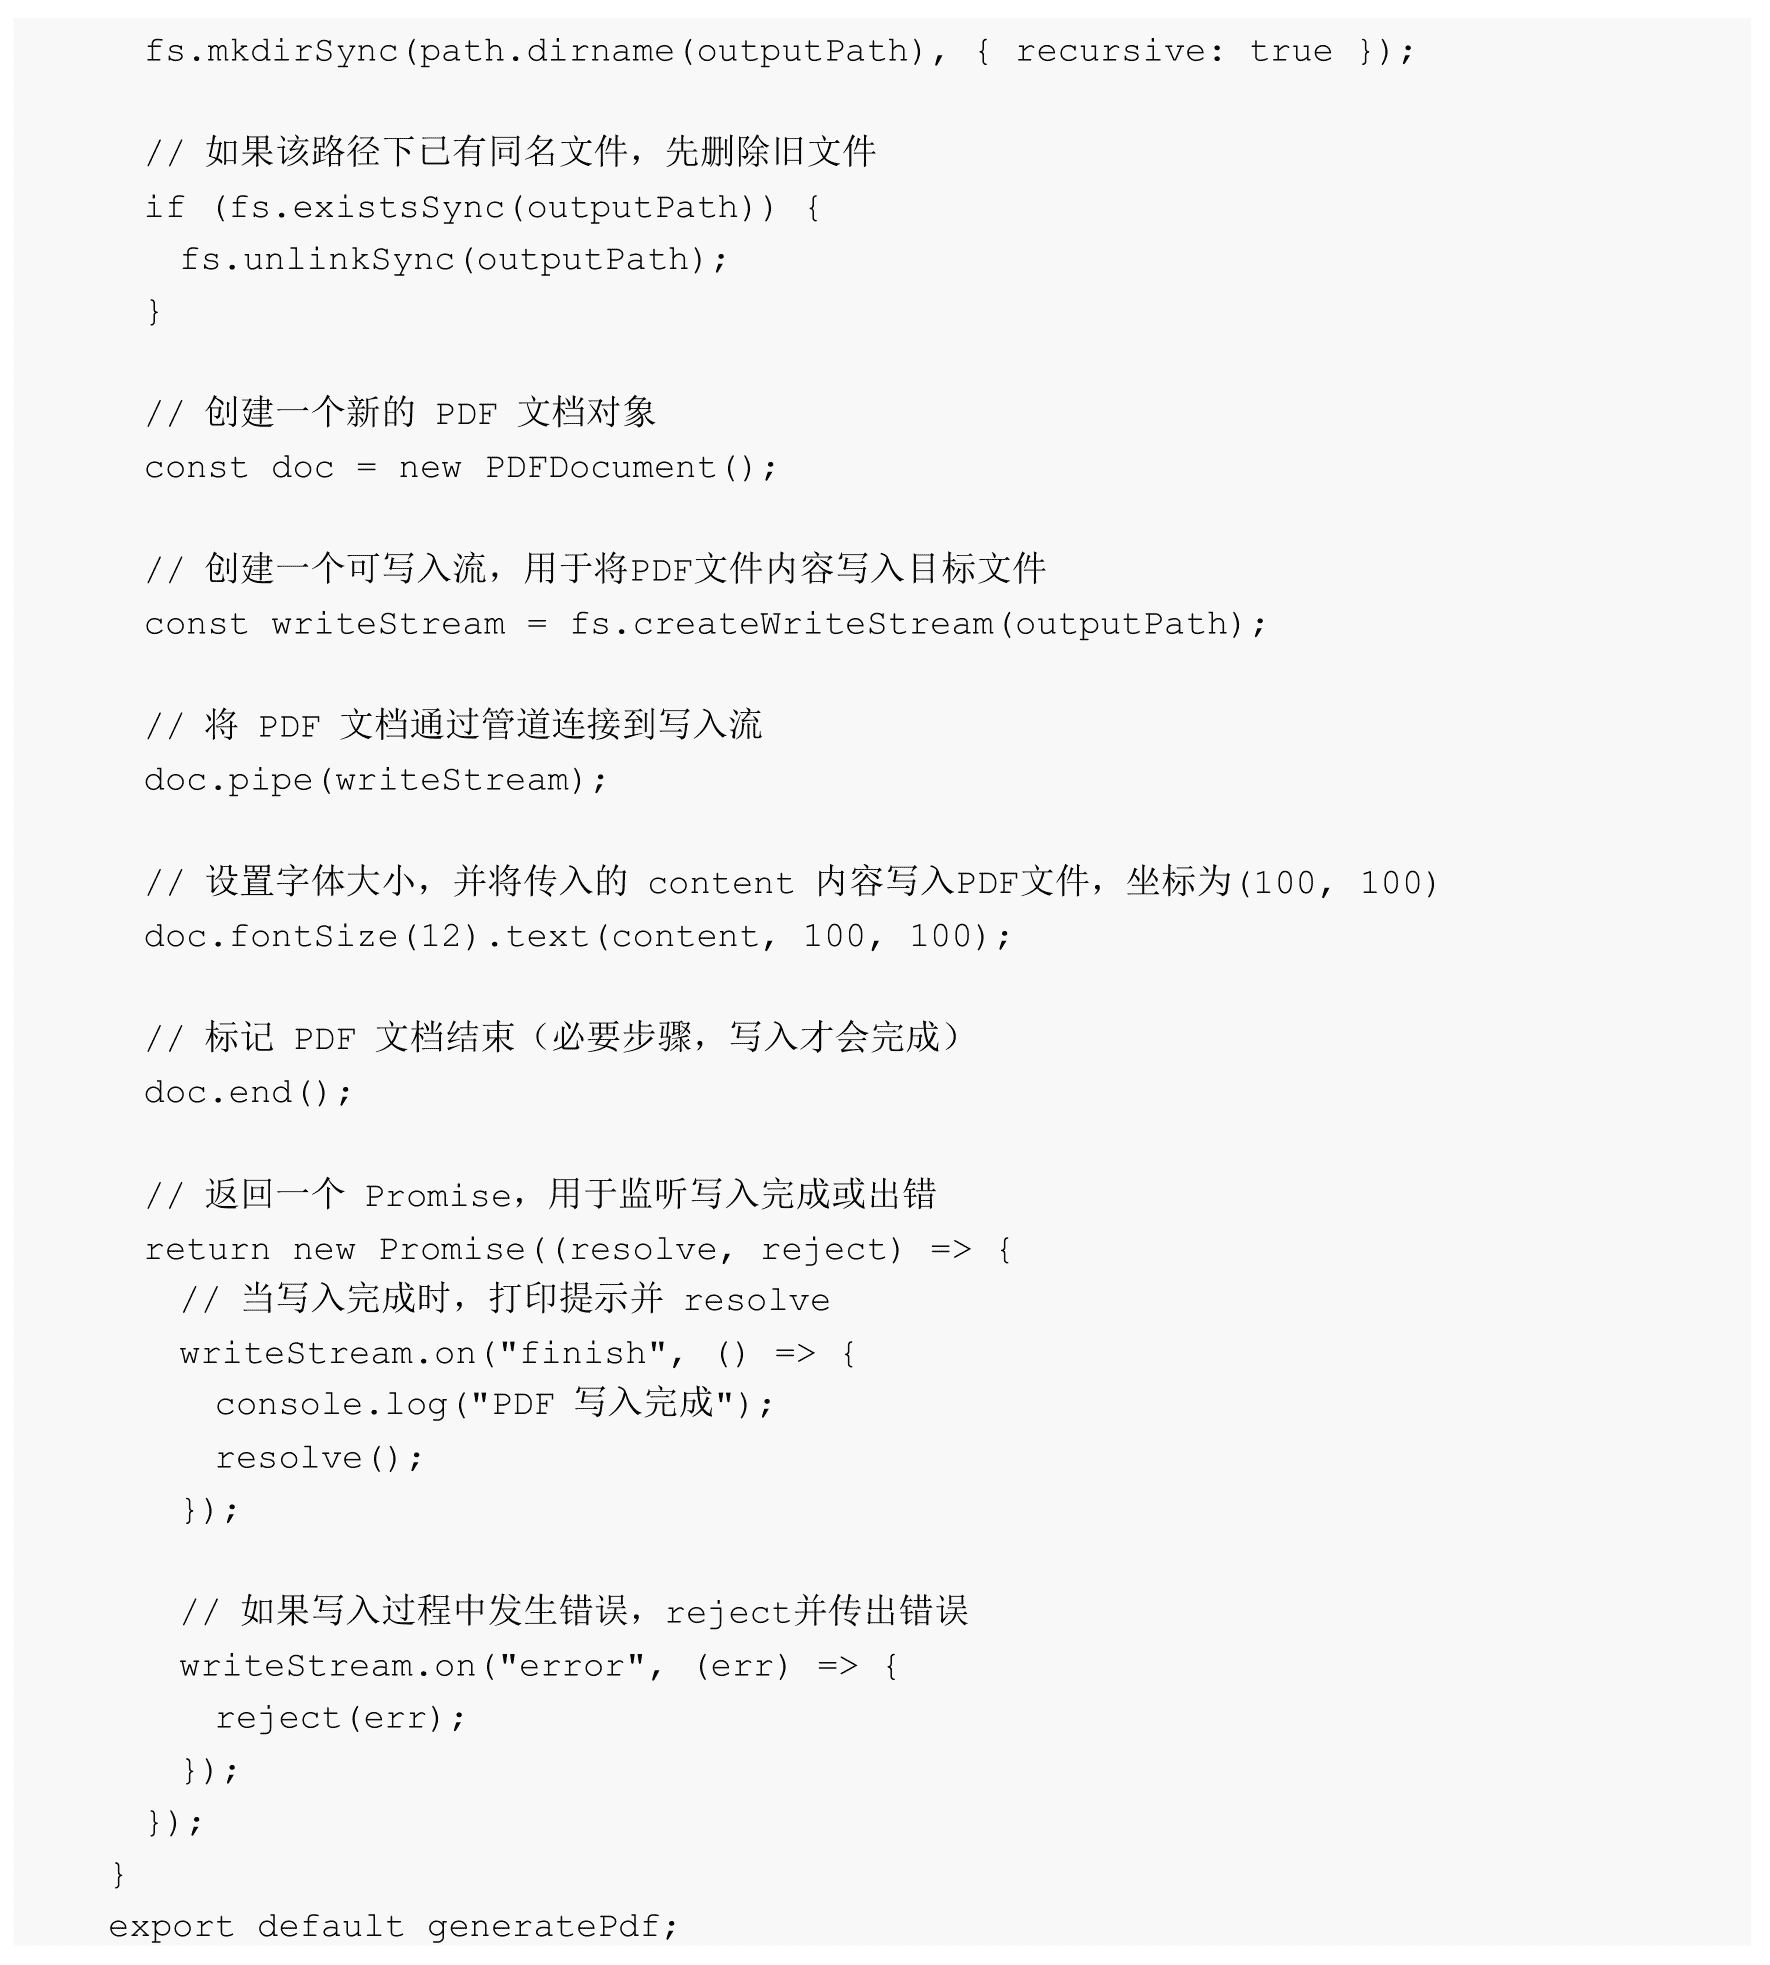 fs.mkdirSync(path.dirname(outputPath), { recursive: true });
// 如果该路径下已有同名文件，先删除旧文件
if (fs.existsSync(outputPath)) {
fs.unlinkSync(outputPath);
}
// 创建一个新的 PDF 文档对象
const doc = new PDFDocument();
// 创建一个可写入流，用于将PDF文件内容写入目标文件
const writeStream = fs.createWriteStream(outputPath);
// 将 PDF 文档通过管道连接到写入流
doc.pipe(writeStream);
// 设置字体大小，并将传入的 content 内容写入PDF文件，坐标为(100, 100)
doc.fontSize(12).text(content, 100, 100);
// 标记 PDF 文档结束（必要步骤，写入才会完成）
doc.end();
// 返回一个 Promise，用于监听写入完成或出错
return new Promise((resolve, reject) => {
// 当写入完成时，打印提示并 resolve
writeStream.on("finish", () => {
console.log("PDF 写入完成");
resolve();
});
// 如果写入过程中发生错误，reject并传出错误
writeStream.on("error", (err) => {
reject(err);
});
});
}
export default generatePdf;